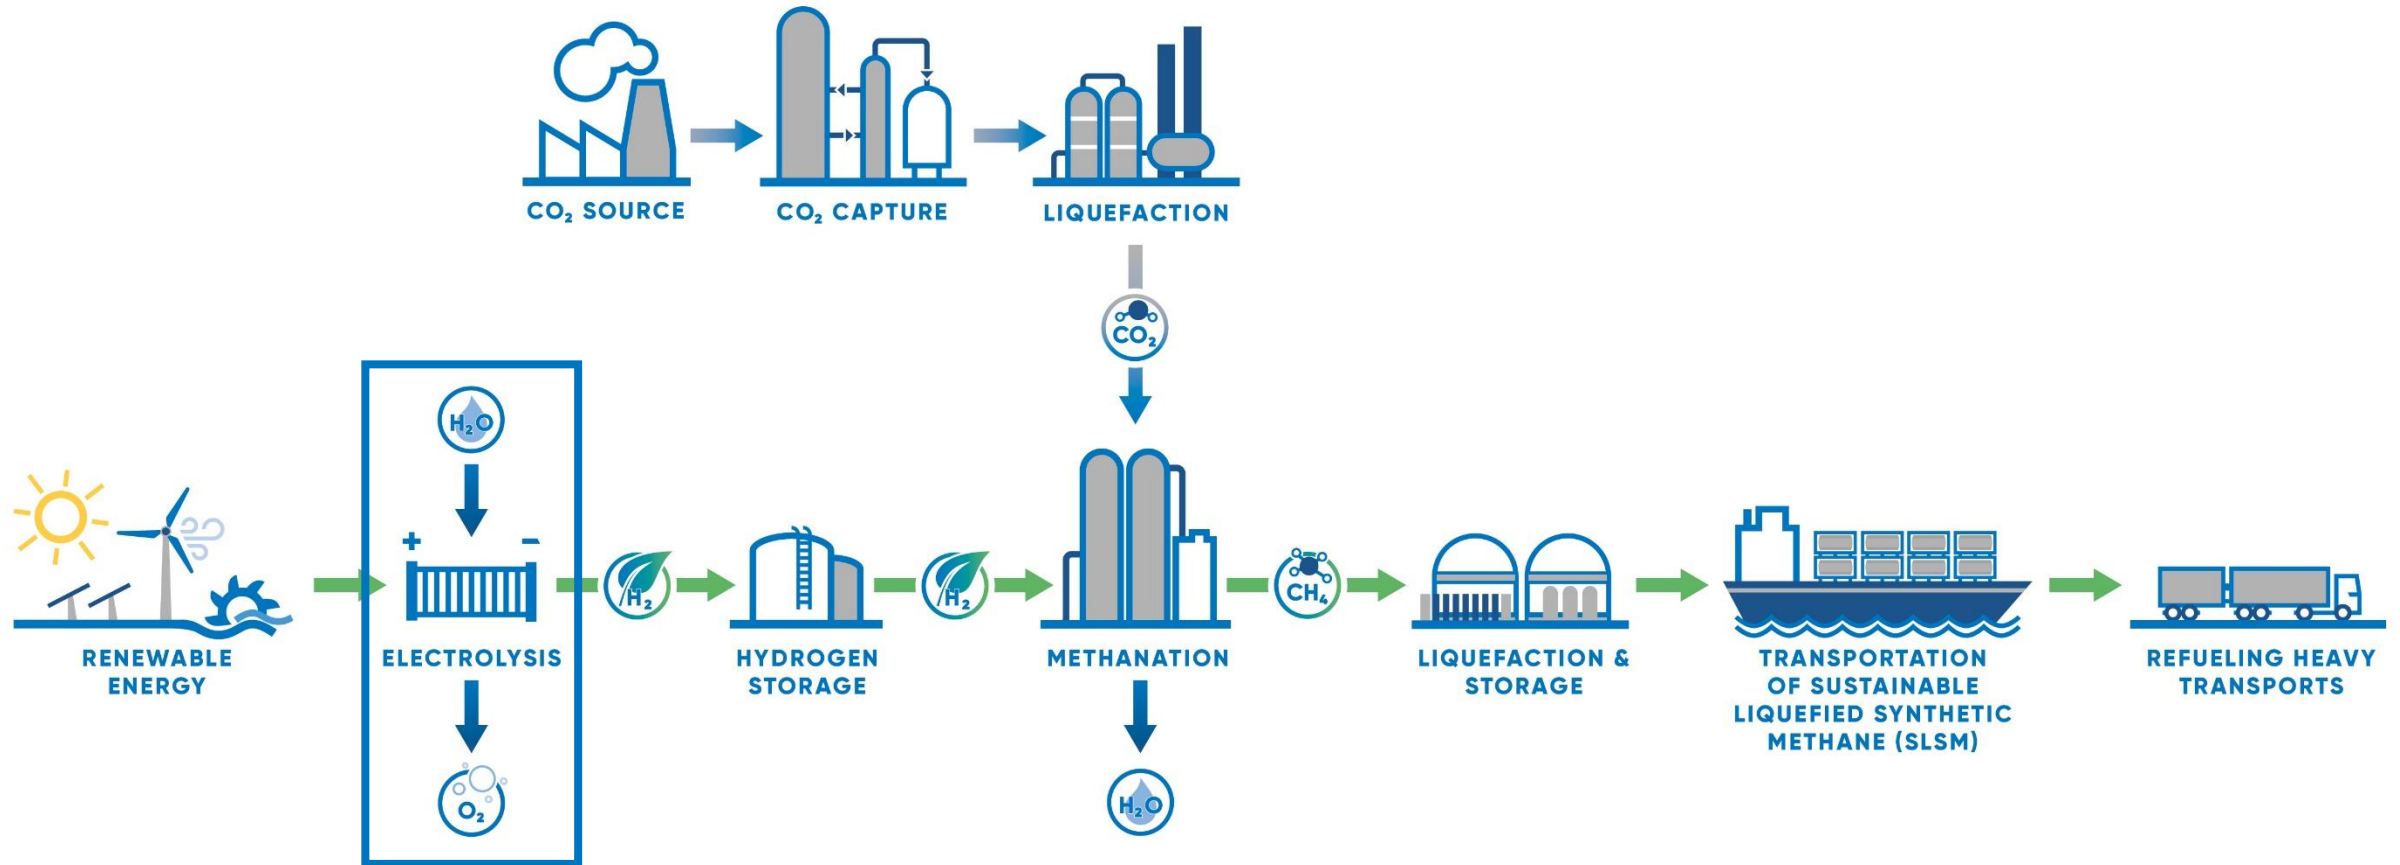 CO₂ SOURCE
CO₂ CAPTURE
LIQUEFACTION
CO₂
H₂O
+
−
H₂
H₂
CH₄
RENEWABLE
ENERGY
ELECTROLYSIS
HYDROGEN
STORAGE
METHANATION
LIQUEFACTION &
STORAGE
TRANSPORTATION
OF SUSTAINABLE
LIQUEFIED SYNTHETIC
METHANE (SLSM)
REFUELING HEAVY
TRANSPORTS
O₂
H₂O